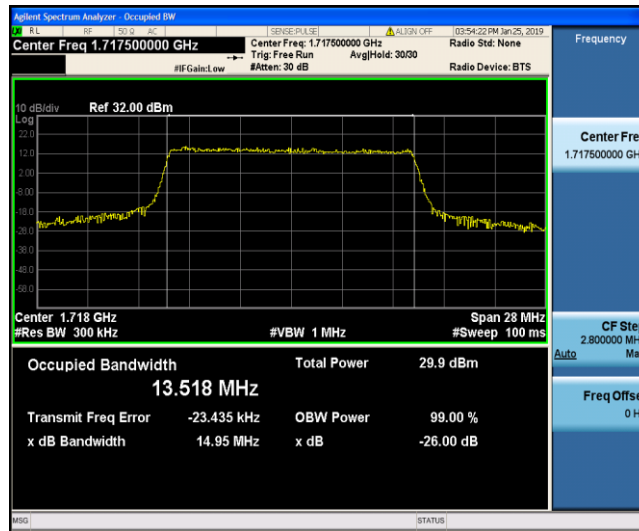 Agilent Spectrum Analyzer - Occupied BW
RL RF 50 Ω AC SENSE:PULSE ALIGN OFF 03:54:22 PM Jan 25, 2019
Center Freq 1.717500000 GHz Center Freq: 1.717500000 GHz Radio Std: None
Trig: Free Run Avg|Hold: 30/30
#IFGain:Low #Atten: 30 dB Radio Device: BTS
10 dB/div Ref 32.00 dBm
Log
22.0
12.0
2.00
-8.00
-18.0
-28.0
-38.0
-48.0
-58.0
Center 1.718 GHz Span 28 MHz
#Res BW 300 kHz #VBW 1 MHz #Sweep 100 ms
Occupied Bandwidth Total Power 29.9 dBm
13.518 MHz
Transmit Freq Error -23.435 kHz OBW Power 99.00 %
x dB Bandwidth 14.95 MHz x dB -26.00 dB
MSG STATUS
Frequency
Center Fre
1.717500000 GH
CF Ste
2.800000 MH
Auto Ma
Freq Offse
0 H